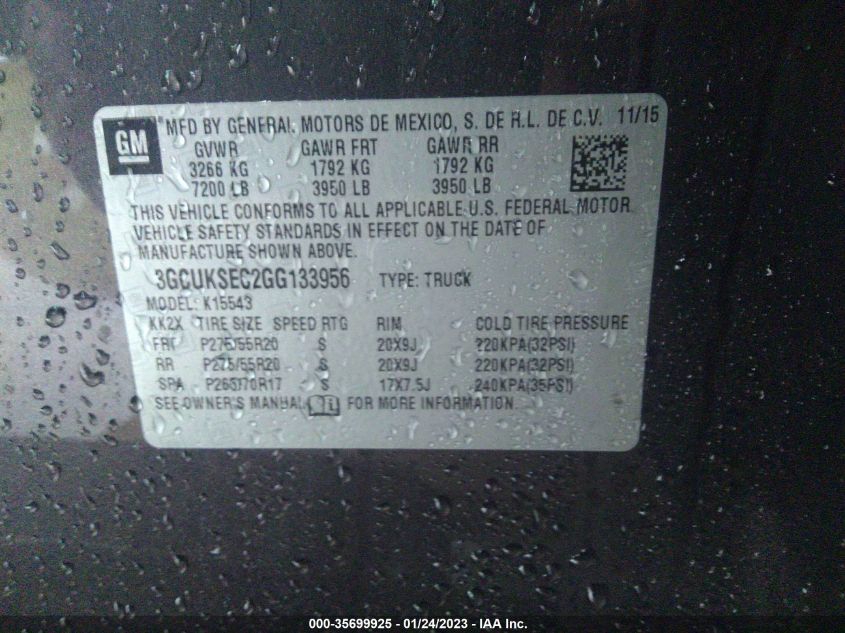 GM
MFD BY GENERAL MOTORS DE MEXICO, S. DE R.L. DE C.V. 11/15
GVWR GAWR FRT GAWR RR
3266 KG 1792 KG 1792 KG
7200 LB 3950 LB 3950 LB
THIS VEHICLE CONFORMS TO ALL APPLICABLE U.S. FEDERAL MOTOR
VEHICLE SAFETY STANDARDS IN EFFECT ON THE DATE OF
MANUFACTURE SHOWN ABOVE.
3GCUKSEC2GG133956 TYPE: TRUCK
MODEL: K15543
KK2X TIRE SIZE SPEED RTG RIM COLD TIRE PRESSURE
FRT P275/55R20 S 20X9J 220KPA(32PSI)
RR P275/55R20 S 20X9J 220KPA(32PSI)
SPA P265/70R17 S 17X7.5J 240KPA(35PSI)
SEE OWNER'S MANUAL FOR MORE INFORMATION.
000-35699925 - 01/24/2023 - IAA Inc.